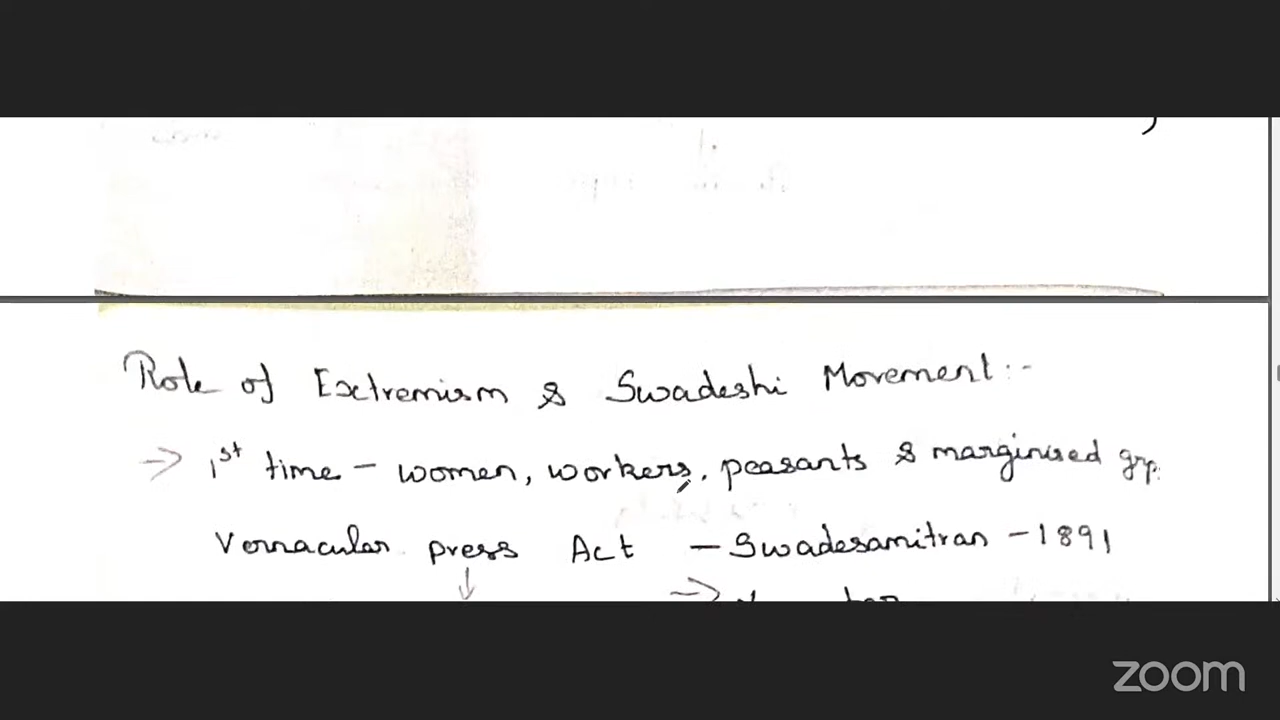 Role of Extremism & Swadeshi Movement :-
→ 1st time - women, workers, peasants & marginised grp.
Vernacular press Act - Swadesamitran - 1891
↓ →
zoom